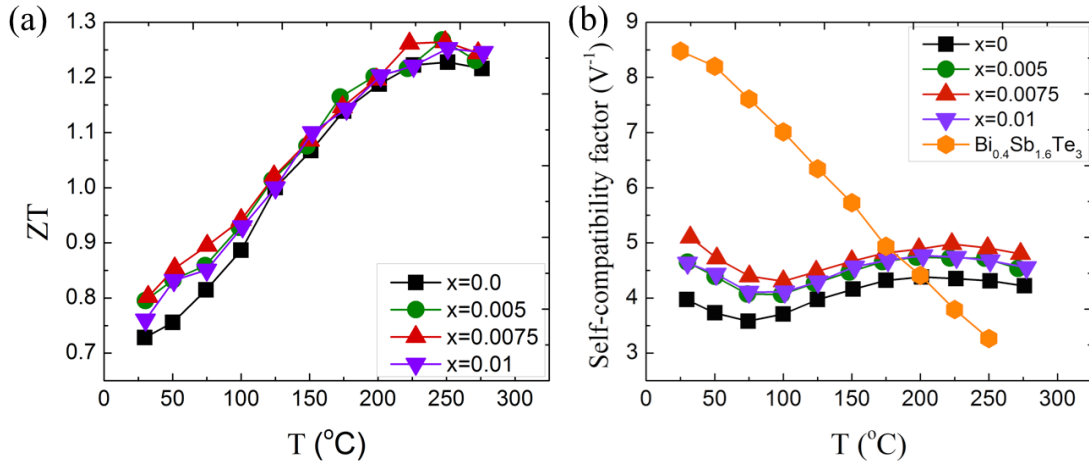 (a)
1.3
1.2
1.1
1.0
0.9
0.8
0.7
ZT
x=0.0
x=0.005
x=0.0075
x=0.01
0 50 100 150 200 250 300
T (°C)
(b)
9
8
7
6
5
4
3
Self-compatibility factor (V⁻¹)
x=0
x=0.005
x=0.0075
x=0.01
Bi₀.₄Sb₁.₆Te₃
0 50 100 150 200 250 300
T (°C)